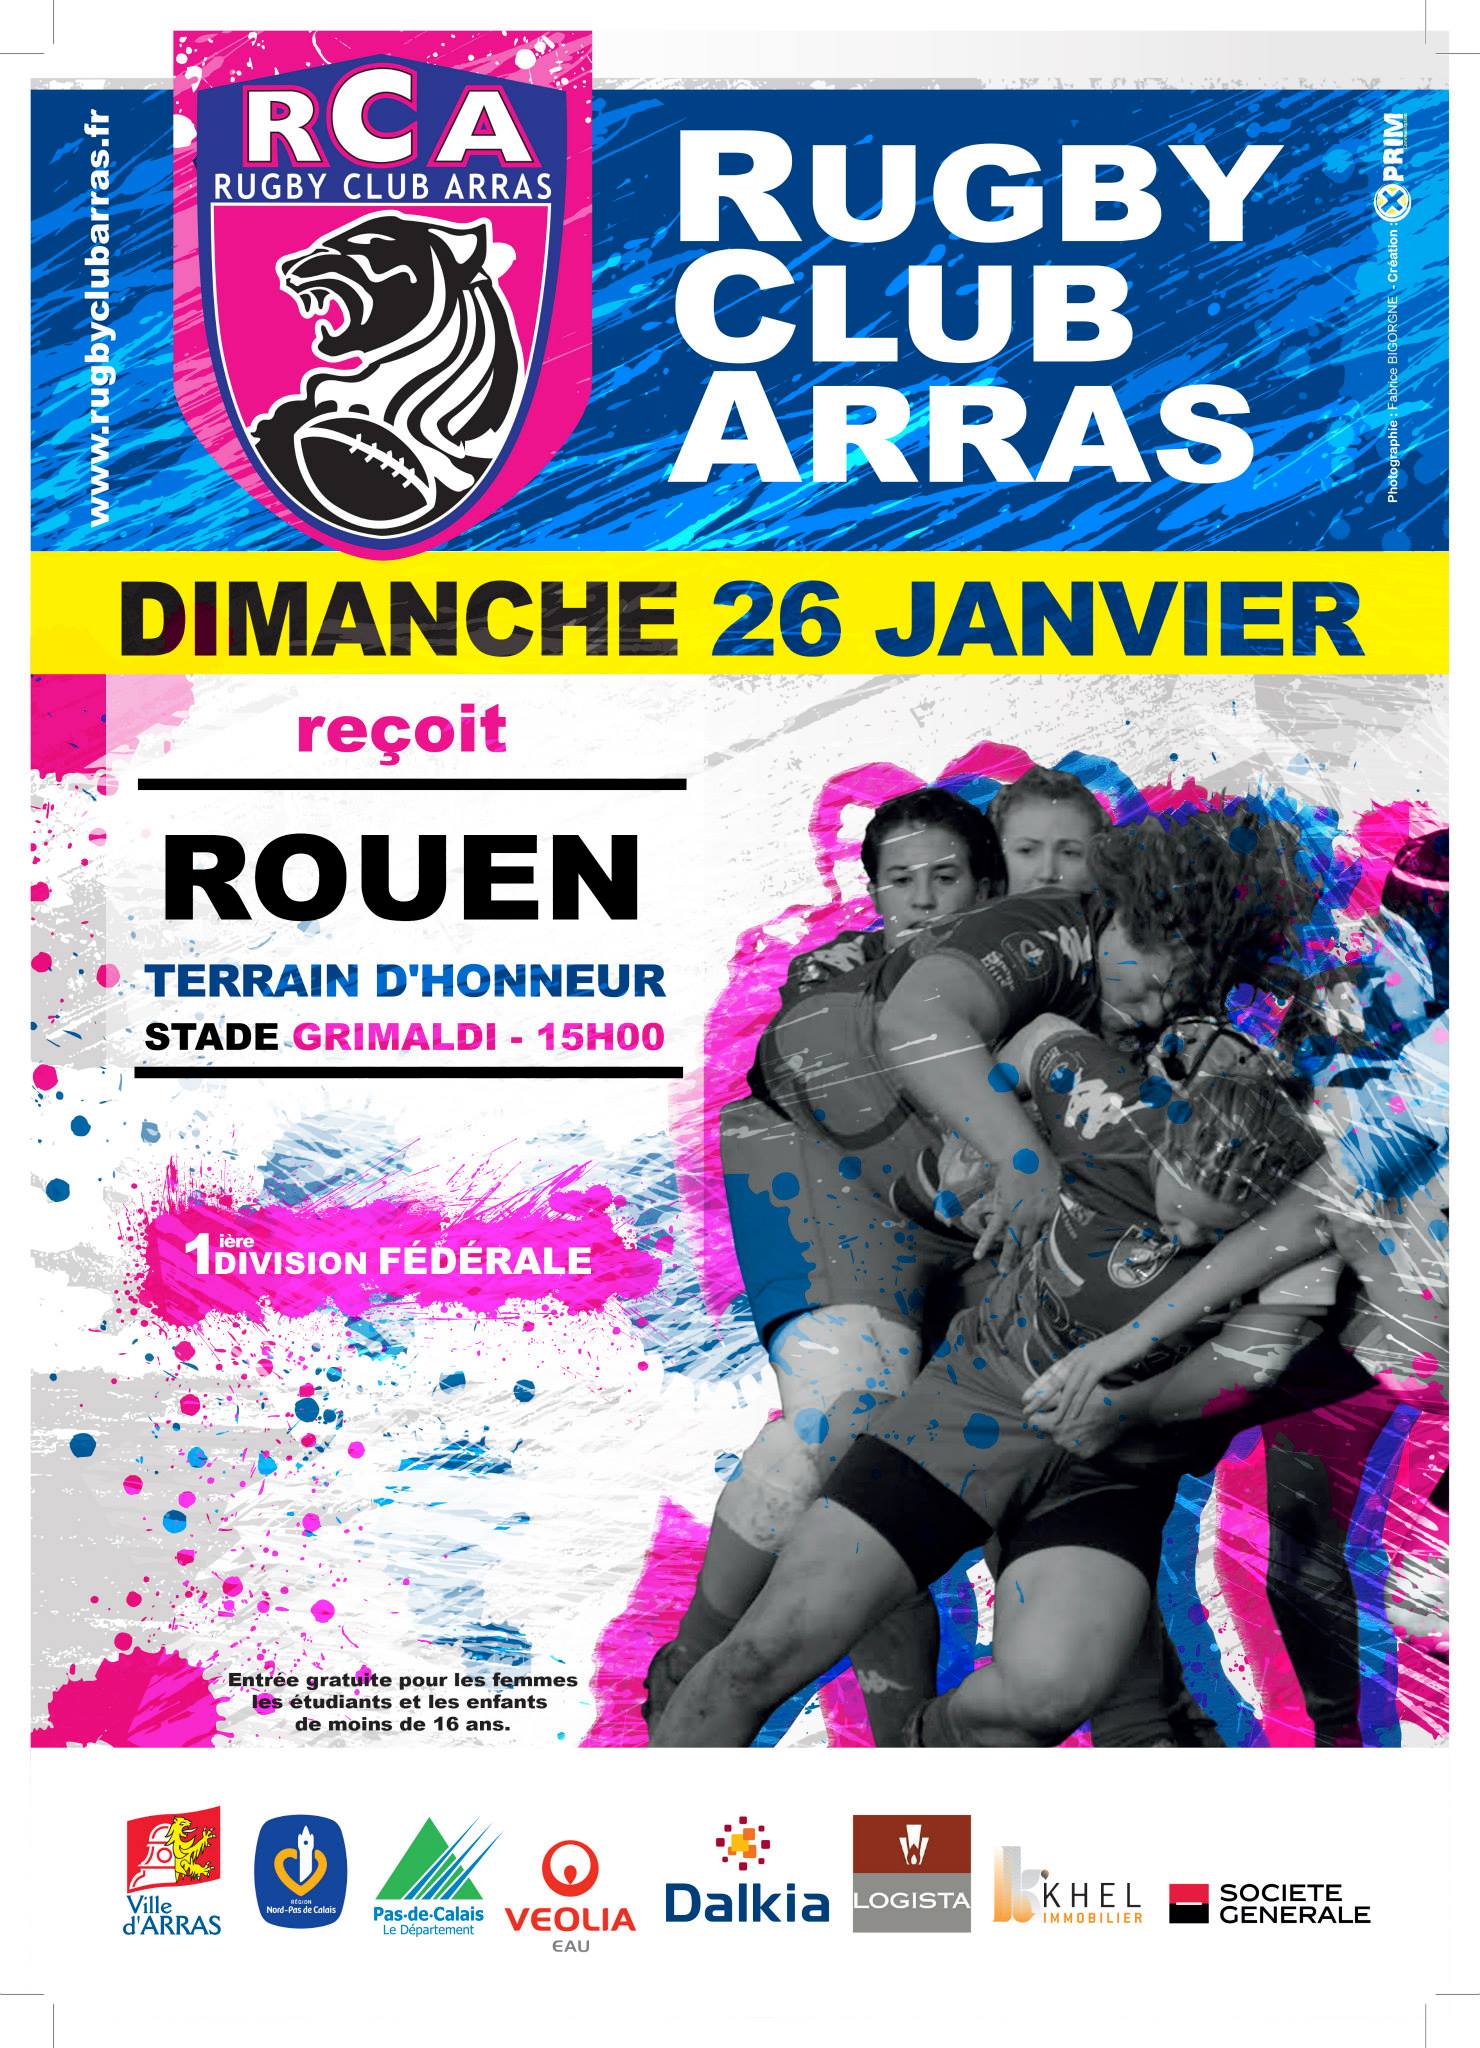 RCA
RUGBY CLUB ARRAS
www.rugbyclubarras.fr
RUGBY
CLUB
ARRAS
Photographie : Fabrice BIGORGNE - Création : XPRIM
DIMANCHE 26 JANVIER
reçoit
ROUEN
TERRAIN D'HONNEUR
STADE GRIMALDI - 15H00
1ière DIVISION FÉDÉRALE
Entrée gratuite pour les femmes
les étudiants et les enfants
de moins de 16 ans.
Ville
d'ARRAS
RÉGION
Nord-Pas de Calais
Pas-de-Calais
Le Département
VEOLIA
EAU
Dalkia
LOGISTA
K'KHEL
IMMOBILIER
SOCIETE
GENERALE